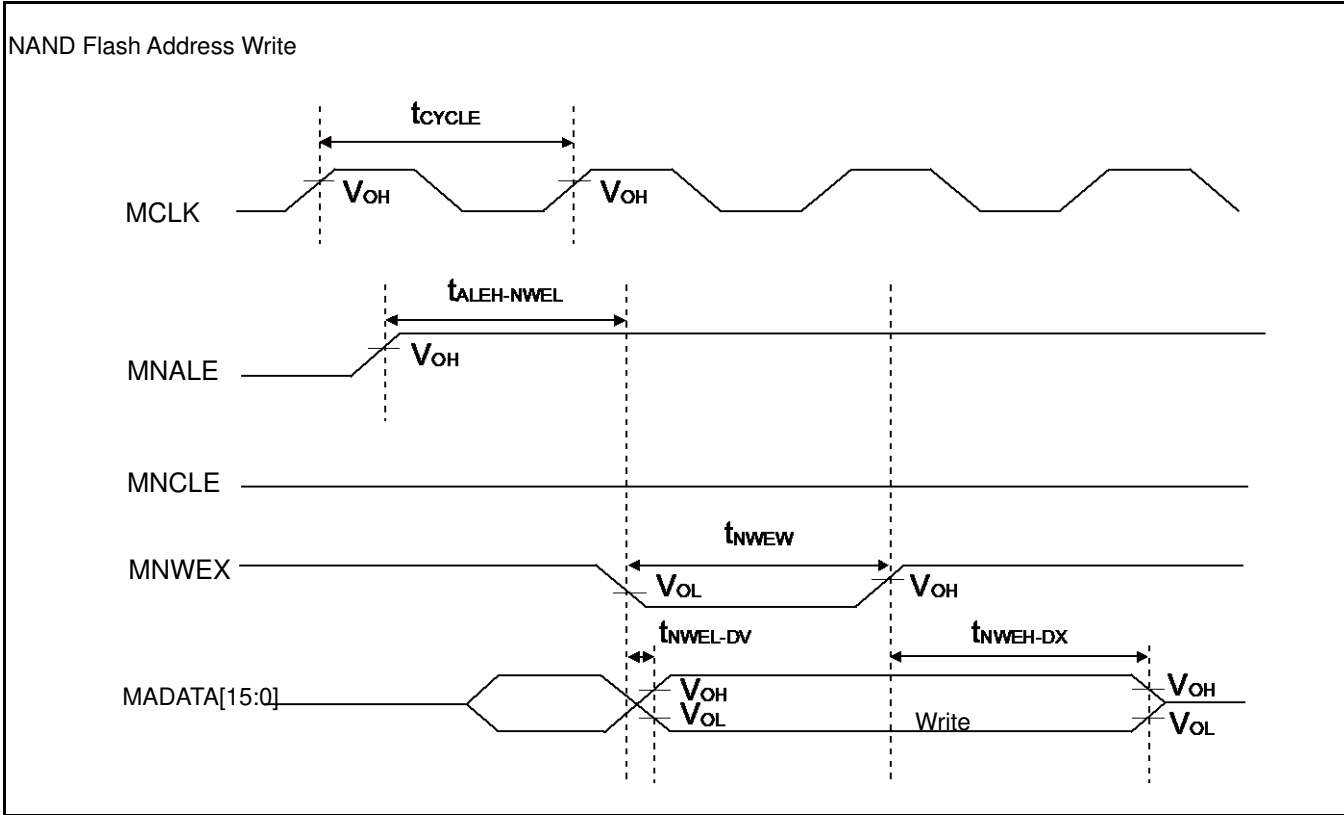 NAND Flash Address Write
tCYCLE
VOH VOH
MCLK
tALEH-NWEL
VOH
MNALE
MNCLE
tNWEW
MNWEX
VOL VOH
tNWEL-DV tNWEH-DX
MADATA[15:0]
VOH VOH
VOL Write VOL